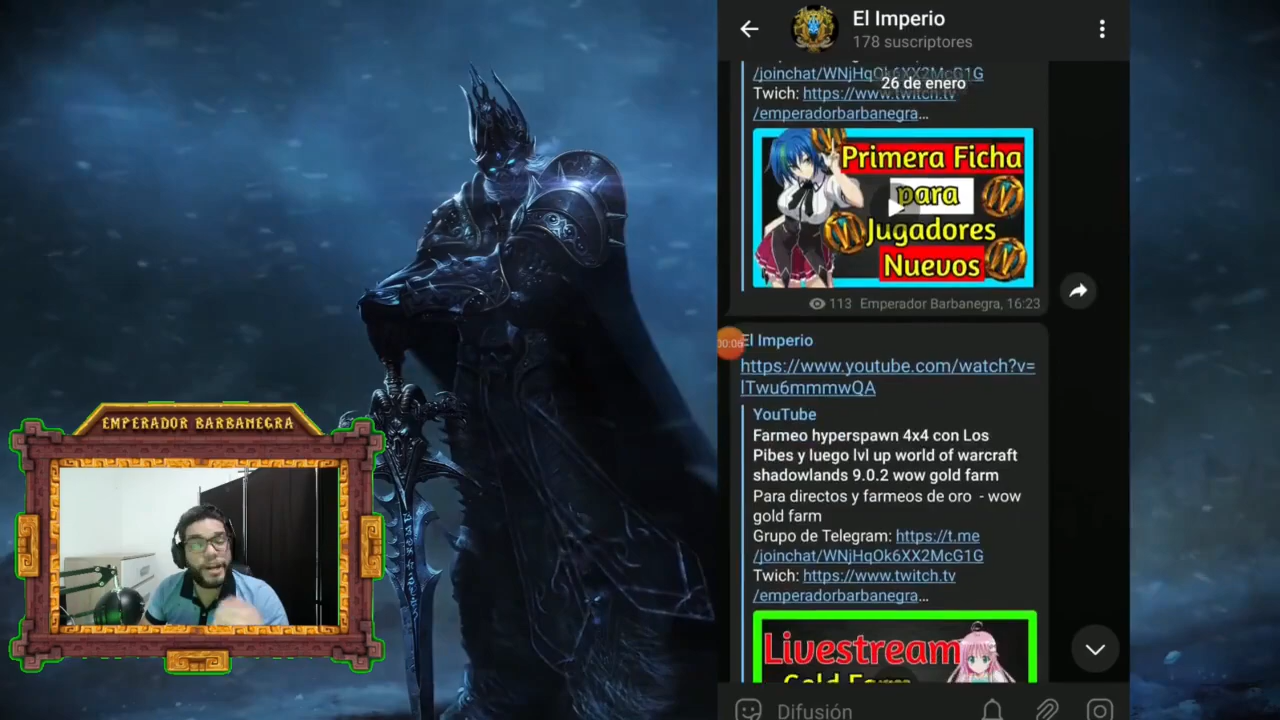 El Imperio
178 suscriptores
/joinchat/WNjHqOk6XX2McG1G
26 de enero
Twich: https://www.twitch.tv
/emperadorbarbanegra...
Primera Ficha
para
Jugadores
Nuevos
113 Emperador Barbanegra, 16:23
00:06
El Imperio
https://www.youtube.com/watch?v=
lTwu6mmmwQA
YouTube
Farmeo hyperspawn 4x4 con Los
Pibes y luego lvl up world of warcraft
shadowlands 9.0.2 wow gold farm
Para directos y farmeos de oro - wow
gold farm
Grupo de Telegram: https://t.me
/joinchat/WNjHqOk6XX2McG1G
Twich: https://www.twitch.tv
/emperadorbarbanegra...
Livestream
Gold Farm
Difusión
EMPERADOR BARBANEGRA